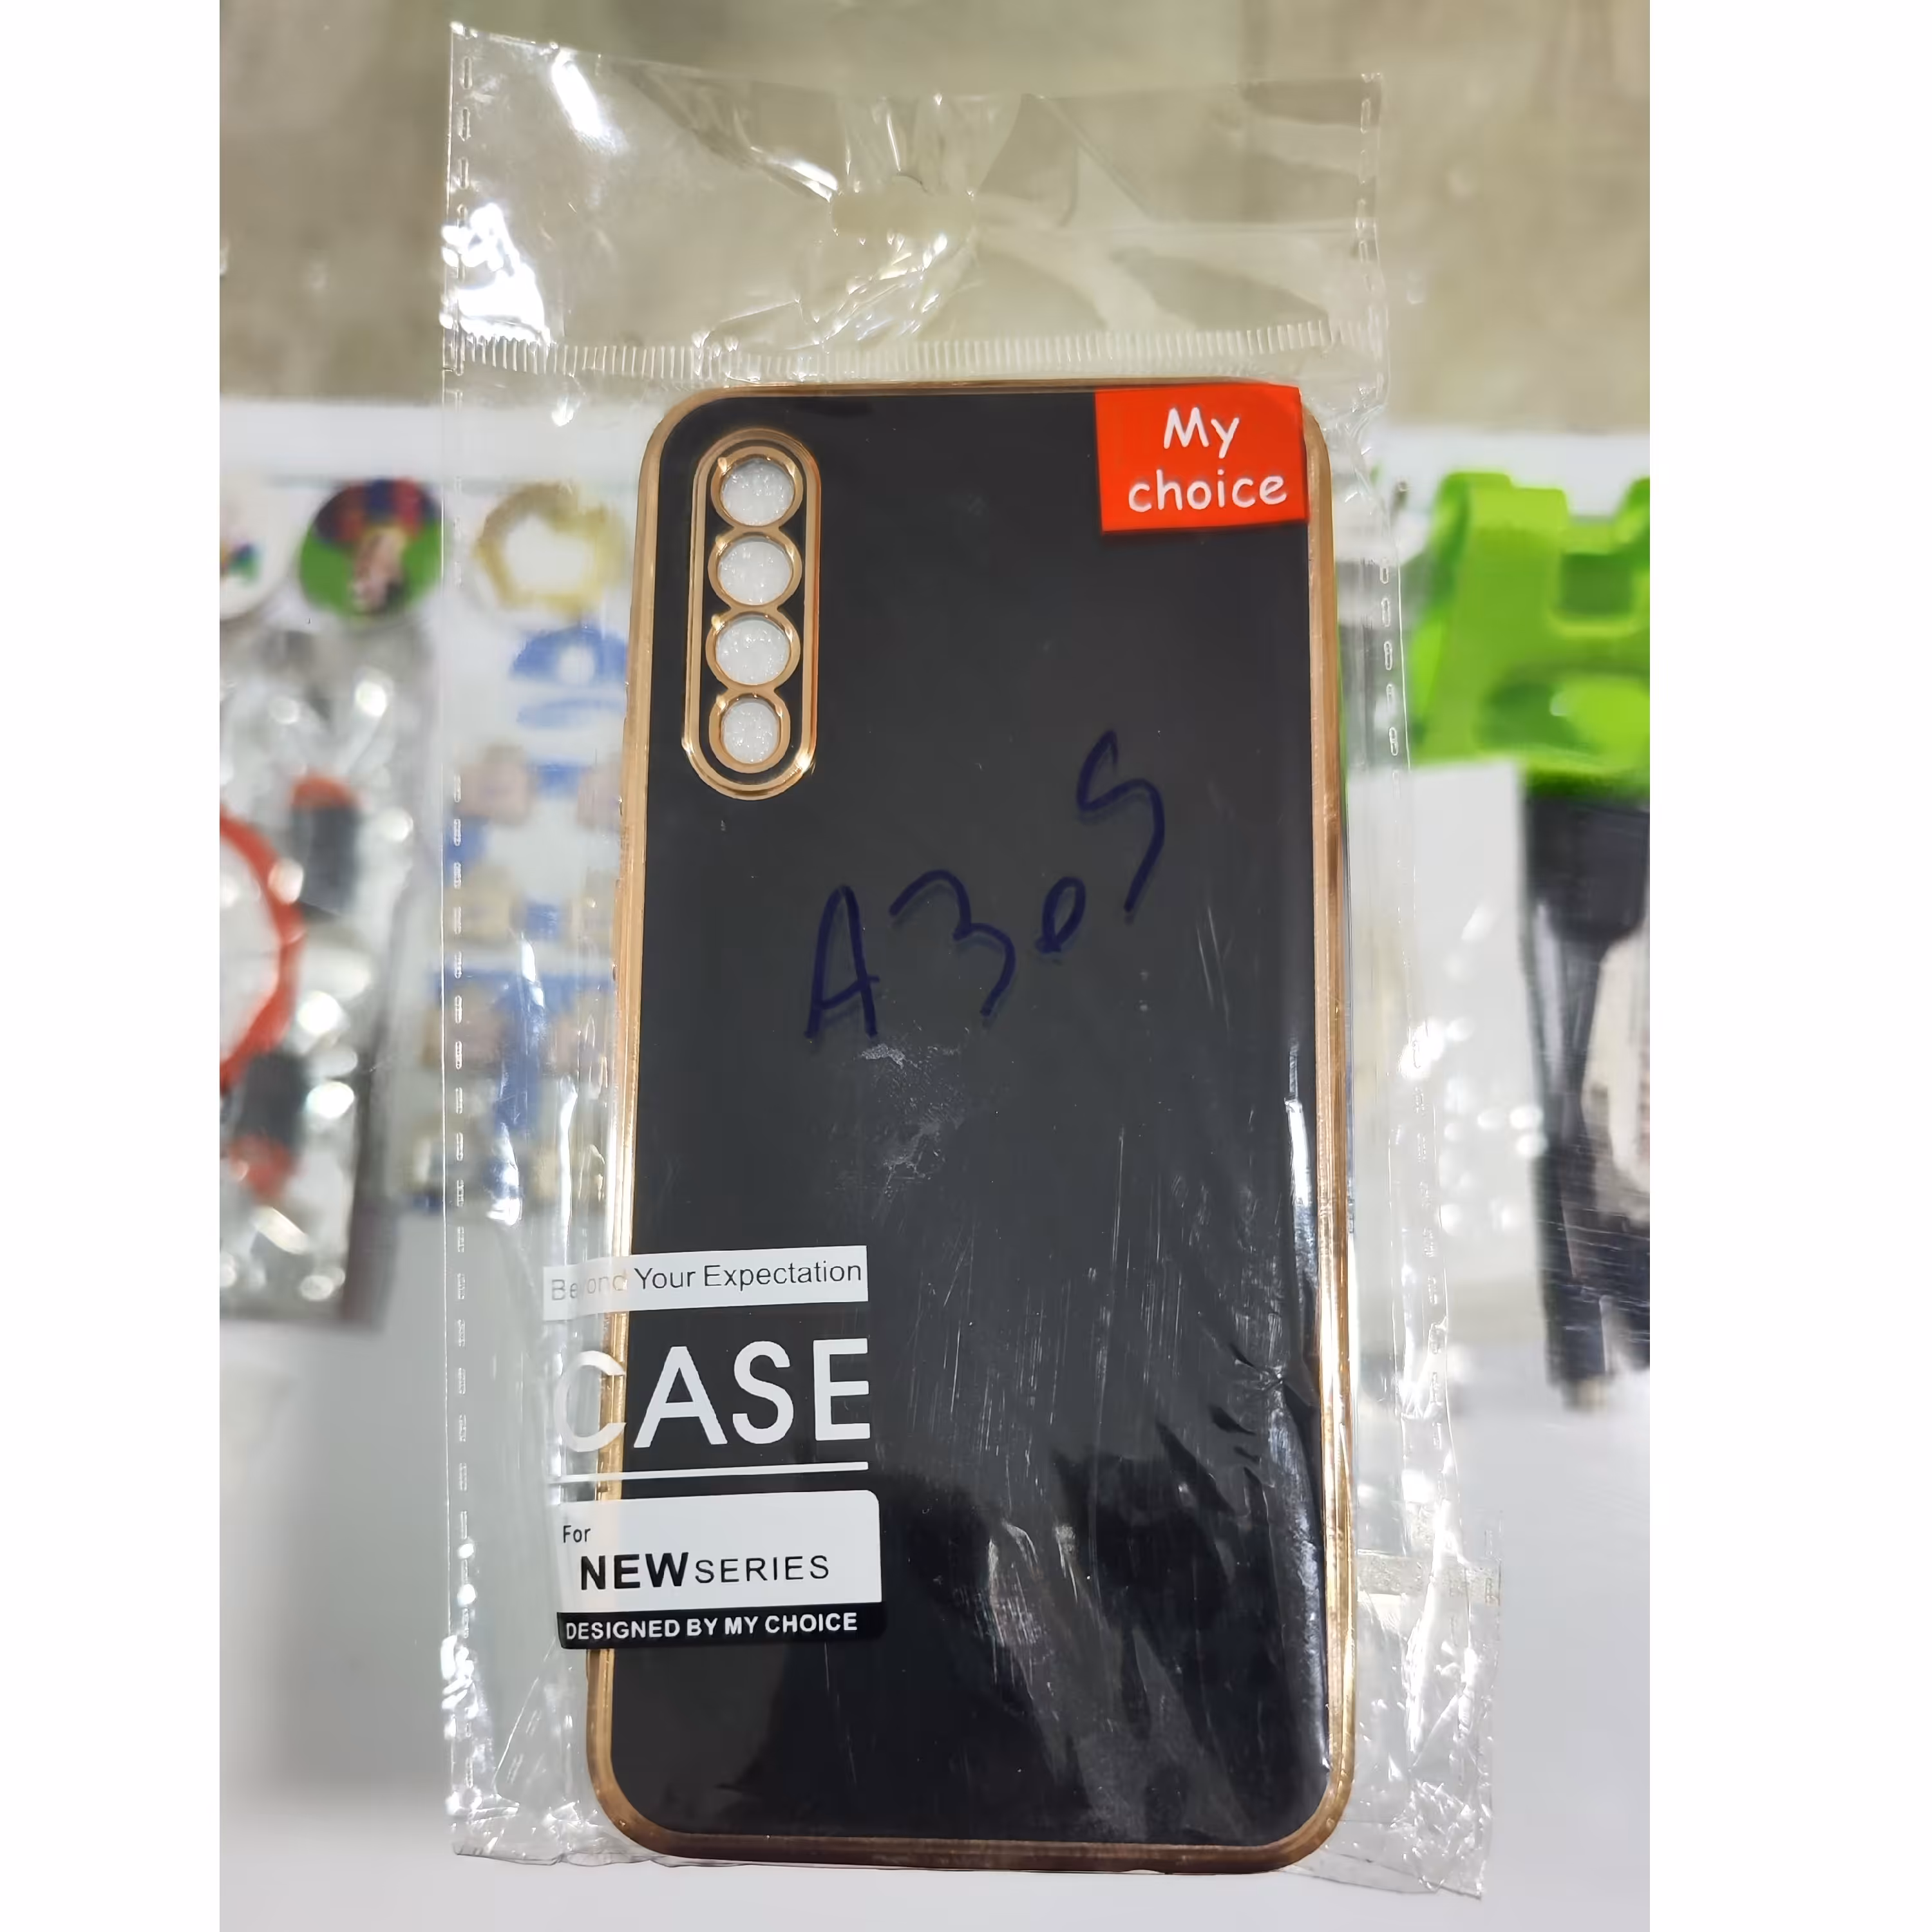 My
choice
A30S
Beyond Your Expectation
CASE
For
NEW SERIES
DESIGNED BY MY CHOICE